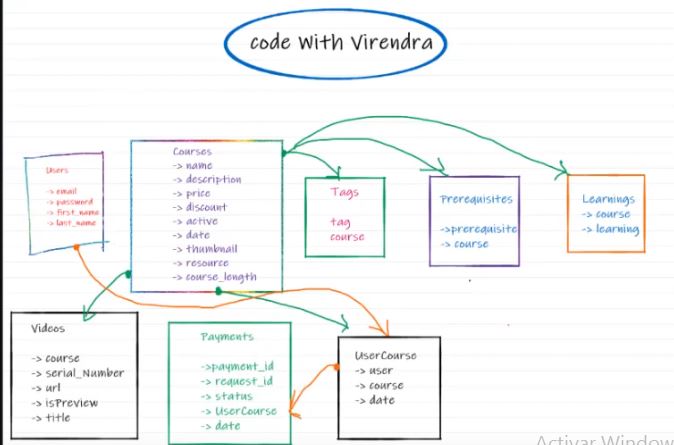 code With Virendra
Users
-> email
-> password
-> first_name
-> last_name
Courses
-> name
-> description
-> price
-> discount
-> active
-> date
-> thumbnail
-> resource
-> course_length
Tags
tag
course
Prerequisites
->prerequisite
-> course
Learnings
-> course
-> learning
Videos
-> course
-> serial_Number
-> url
-> isPreview
-> title
Payments
->payment_id
-> request_id
-> status
-> UserCourse
-> date
UserCourse
-> user
-> course
-> date
Activar Window